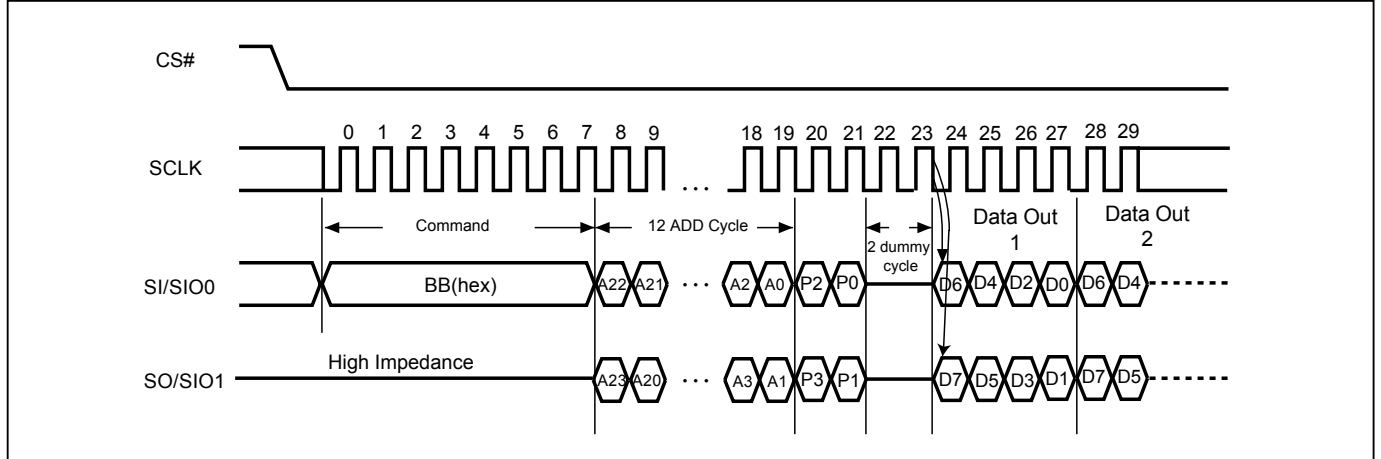 CS#
0 1 2 3 4 5 6 7 8 9 18 19 20 21 22 23 24 25 26 27 28 29
SCLK
...
Command 12 ADD Cycle 2 dummy cycle Data Out 1 Data Out 2
SI/SIO0 BB(hex) A22 A21 ... A2 A0 P2 P0 D6 D4 D2 D0 D6 D4
High Impedance
SO/SIO1 A23 A20 ... A3 A1 P3 P1 D7 D5 D3 D1 D7 D5